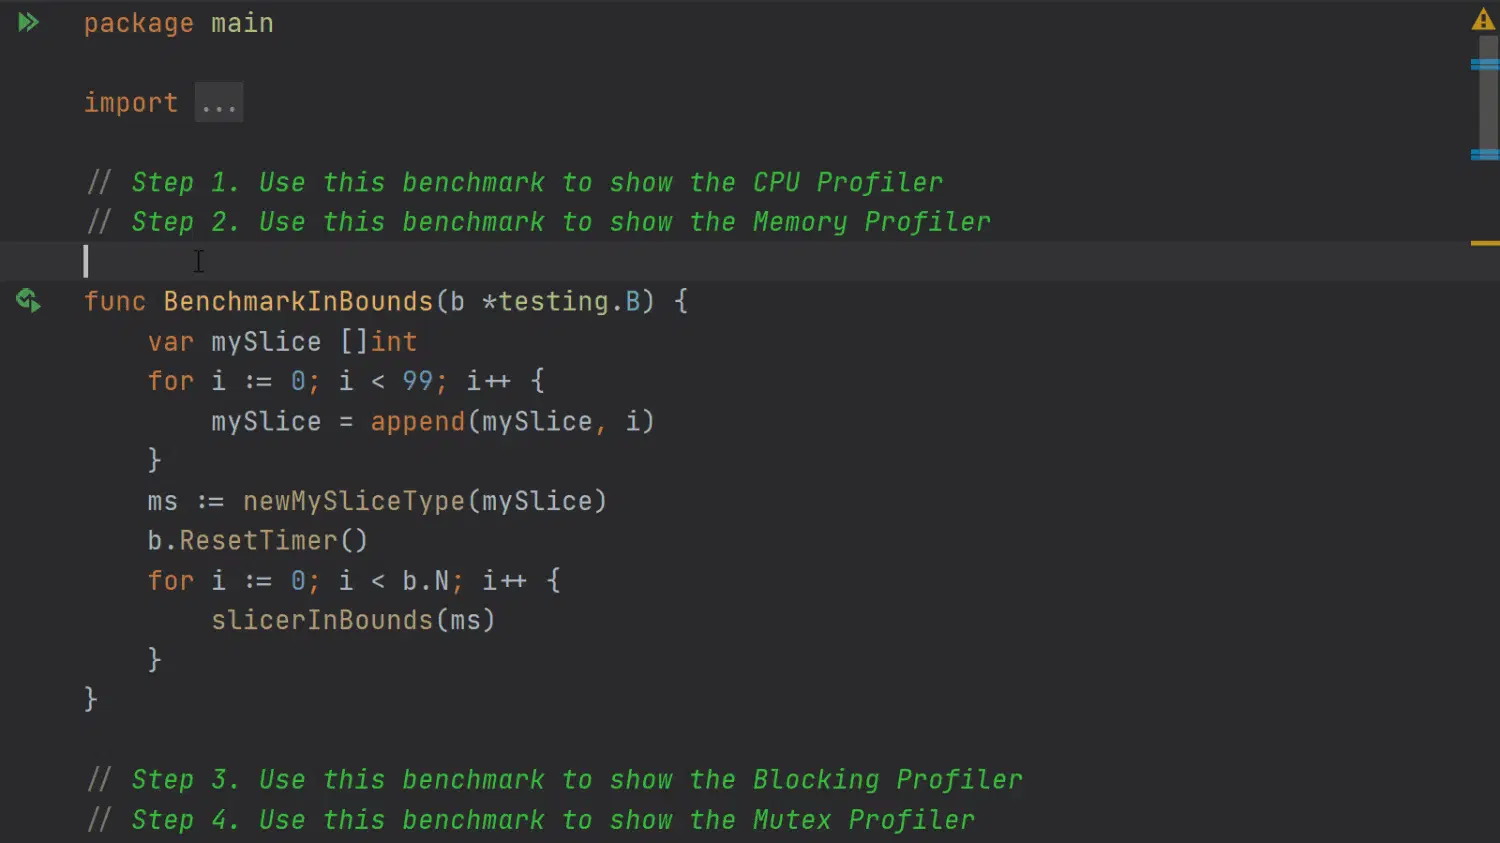 package main
import ...
// Step 1. Use this benchmark to show the CPU Profiler
// Step 2. Use this benchmark to show the Memory Profiler
func BenchmarkInBounds(b *testing.B) {
    var mySlice []int
    for i := 0; i < 99; i++ {
        mySlice = append(mySlice, i)
    }
    ms := newMySliceType(mySlice)
    b.ResetTimer()
    for i := 0; i < b.N; i++ {
        slicerInBounds(ms)
    }
}
// Step 3. Use this benchmark to show the Blocking Profiler
// Step 4. Use this benchmark to show the Mutex Profiler